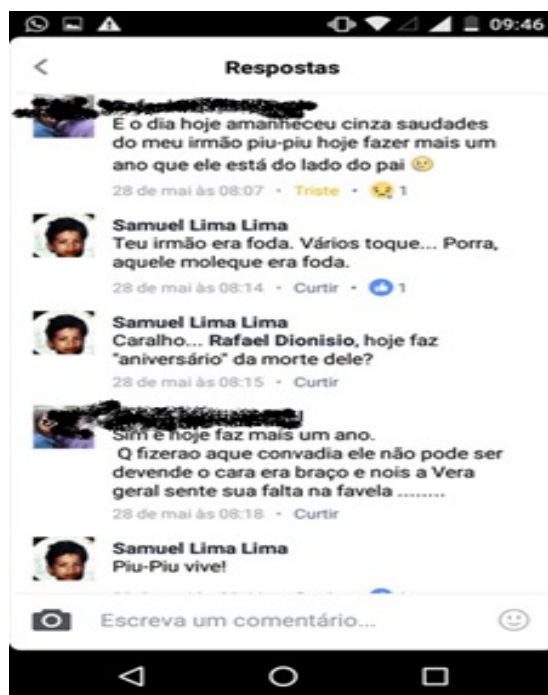 09:46
Respostas
E o dia hoje amanheceu cinza saudades
do meu irmão piu-piu hoje fazer mais um
ano que ele está do lado do pai
28 de mai às 08:07 · Triste · 1
Samuel Lima Lima
Teu irmão era foda. Vários toque... Porra,
aquele moleque era foda.
28 de mai às 08:14 · Curtir · 1
Samuel Lima Lima
Caralho... Rafael Dionisio, hoje faz
"aniversário" da morte dele?
28 de mai às 08:15 · Curtir
Sim e hoje faz mais um ano.
Q fizerao aque convadia ele não pode ser
devende o cara era braço e nois a Vera
geral sente sua falta na favela ........
28 de mai às 08:18 · Curtir
Samuel Lima Lima
Piu-Piu vive!
Escreva um comentário...